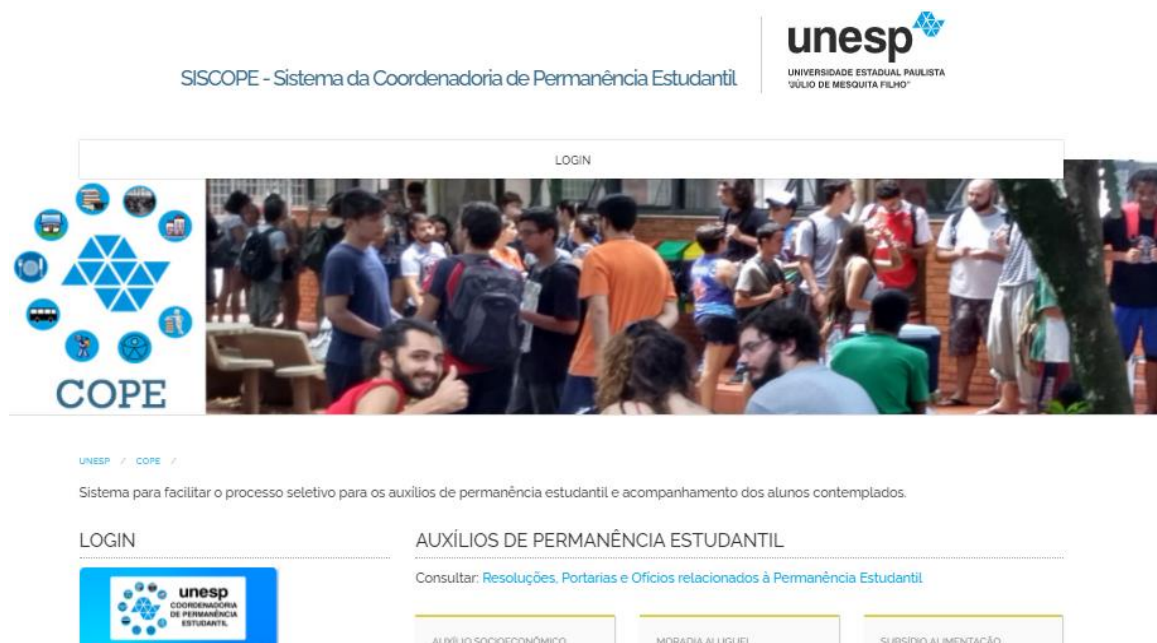 SISCOPE - Sistema da Coordenadoria de Permanência Estudantil
unesp
UNIVERSIDADE ESTADUAL PAULISTA
"JÚLIO DE MESQUITA FILHO"
LOGIN
COPE
UNESP / COPE /
Sistema para facilitar o processo seletivo para os auxílios de permanência estudantil e acompanhamento dos alunos contemplados.
LOGIN
unesp
COORDENADORIA
DE PERMANÊNCIA
ESTUDANTIL
AUXÍLIOS DE PERMANÊNCIA ESTUDANTIL
Consultar: Resoluções, Portarias e Ofícios relacionados à Permanência Estudantil
AUXÍLIO SOCIOECONÔMICO
MORADIA ALUGUEL
SUBSÍDIO ALIMENTAÇÃO